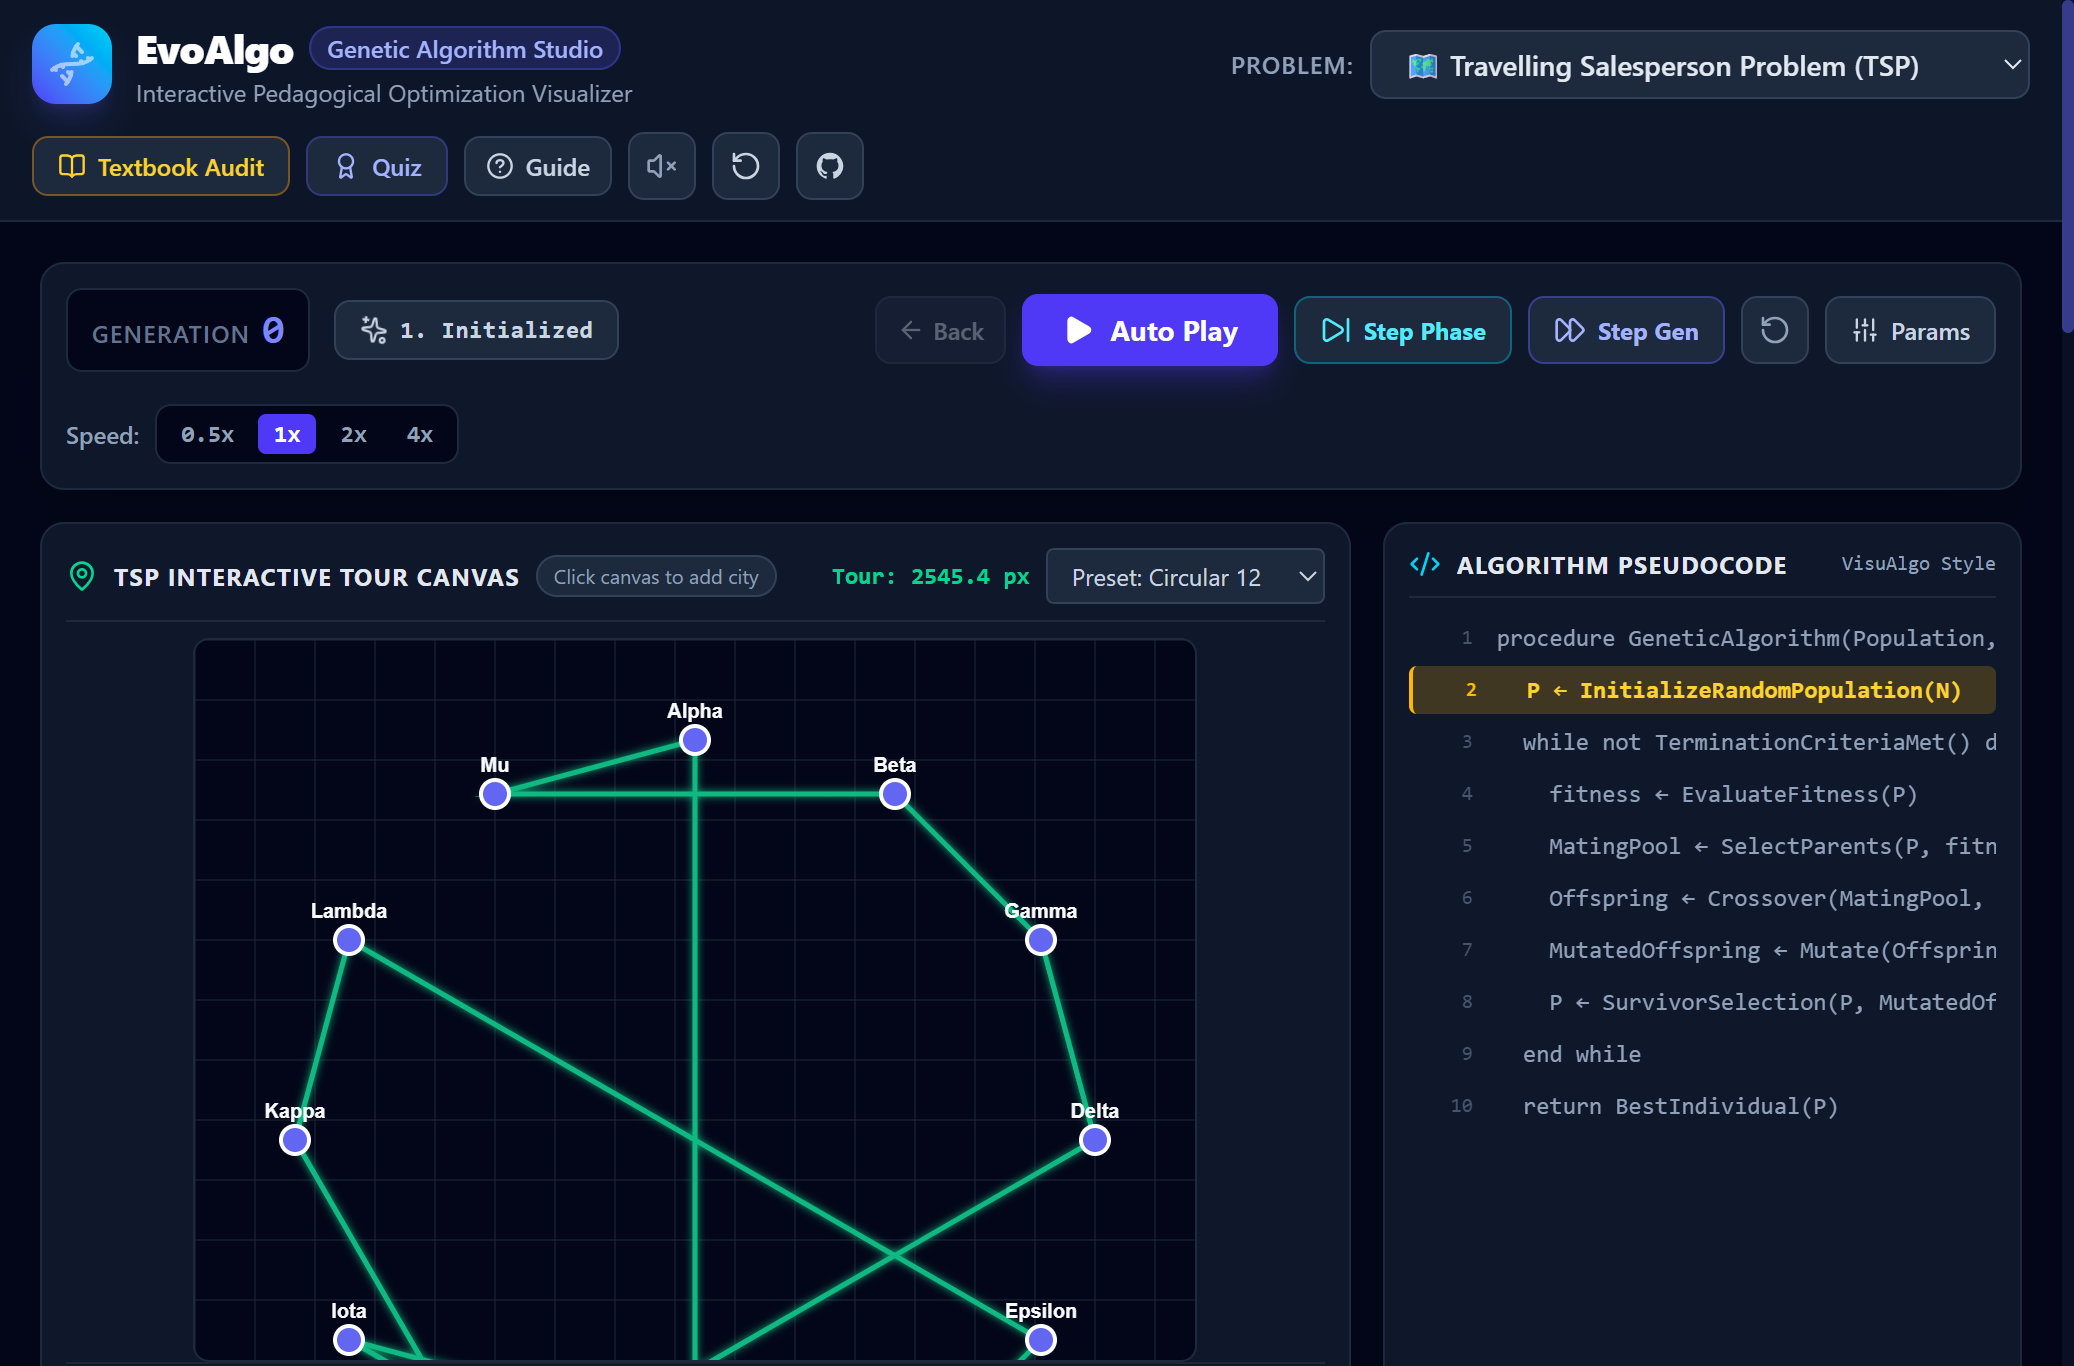 EvoAlgo
Genetic Algorithm Studio
Interactive Pedagogical Optimization Visualizer
PROBLEM:
Travelling Salesperson Problem (TSP)
Textbook Audit
Quiz
Guide
GENERATION 0
1. Initialized
Back
Auto Play
Step Phase
Step Gen
Params
Speed:
0.5x
1x
2x
4x
TSP INTERACTIVE TOUR CANVAS
Click canvas to add city
Tour: 2545.4 px
Preset: Circular 12
Alpha
Mu
Beta
Lambda
Gamma
Kappa
Delta
Iota
Epsilon
ALGORITHM PSEUDOCODE
VisuAlgo Style
1 procedure GeneticAlgorithm(Population,
2 P ← InitializeRandomPopulation(N)
3 while not TerminationCriteriaMet() d
4 fitness ← EvaluateFitness(P)
5 MatingPool ← SelectParents(P, fitn
6 Offspring ← Crossover(MatingPool,
7 MutatedOffspring ← Mutate(Offsprin
8 P ← SurvivorSelection(P, MutatedOf
9 end while
10 return BestIndividual(P)